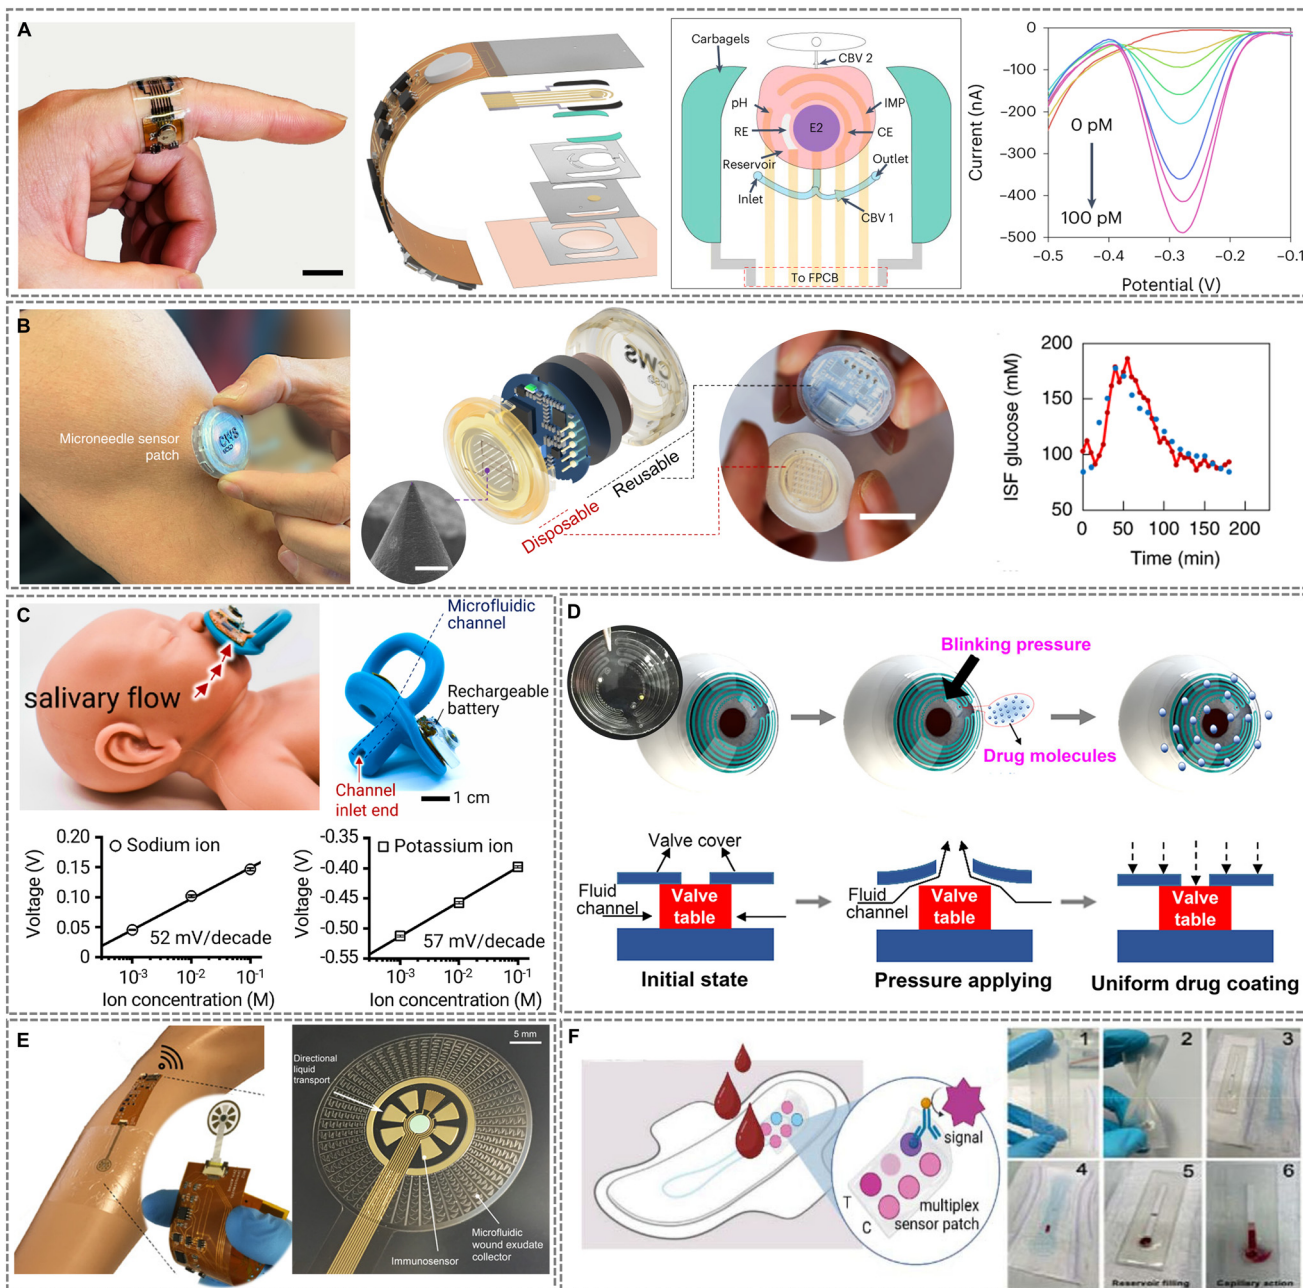 A
Carbagels
CBV 2
pH
IMP
RE
E2
CE
Reservoir
Outlet
Inlet
CBV 1
To FPCB
Current (nA)
0
−100
−200
−300
−400
−500
0 pM
100 pM
−0.5
−0.4
−0.3
−0.2
−0.1
Potential (V)
B
Microneedle sensor
patch
CWS
CWS
Disposable
Reusable
ISF glucose (mM)
200
150
100
50
0
50
100
150
200
Time (min)
C
salivary flow
Microfluidic
channel
Rechargeable
battery
Channel
inlet end
1 cm
Voltage (V)
0.20
0.15
0.10
0.05
0
Sodium ion
52 mV/decade
10-3
10-2
10-1
Ion concentration (M)
Voltage (V)
-0.35
-0.40
-0.45
-0.50
-0.55
Potassium ion
57 mV/decade
10-3
10-2
10-1
Ion concentration (M)
D
Blinking pressure
Drug molecules
Valve cover
Fluid
channel
Valve
table
Initial state
Fluid
channel
Valve
table
Pressure applying
Valve
table
Uniform drug coating
E
5 mm
Directional
liquid
transport
Microfluidic
wound exudate
collector
Immunosensor
F
signal
T
C
multiplex
sensor patch
1
2
3
4
5
6
Reservoir filling
Capillary action